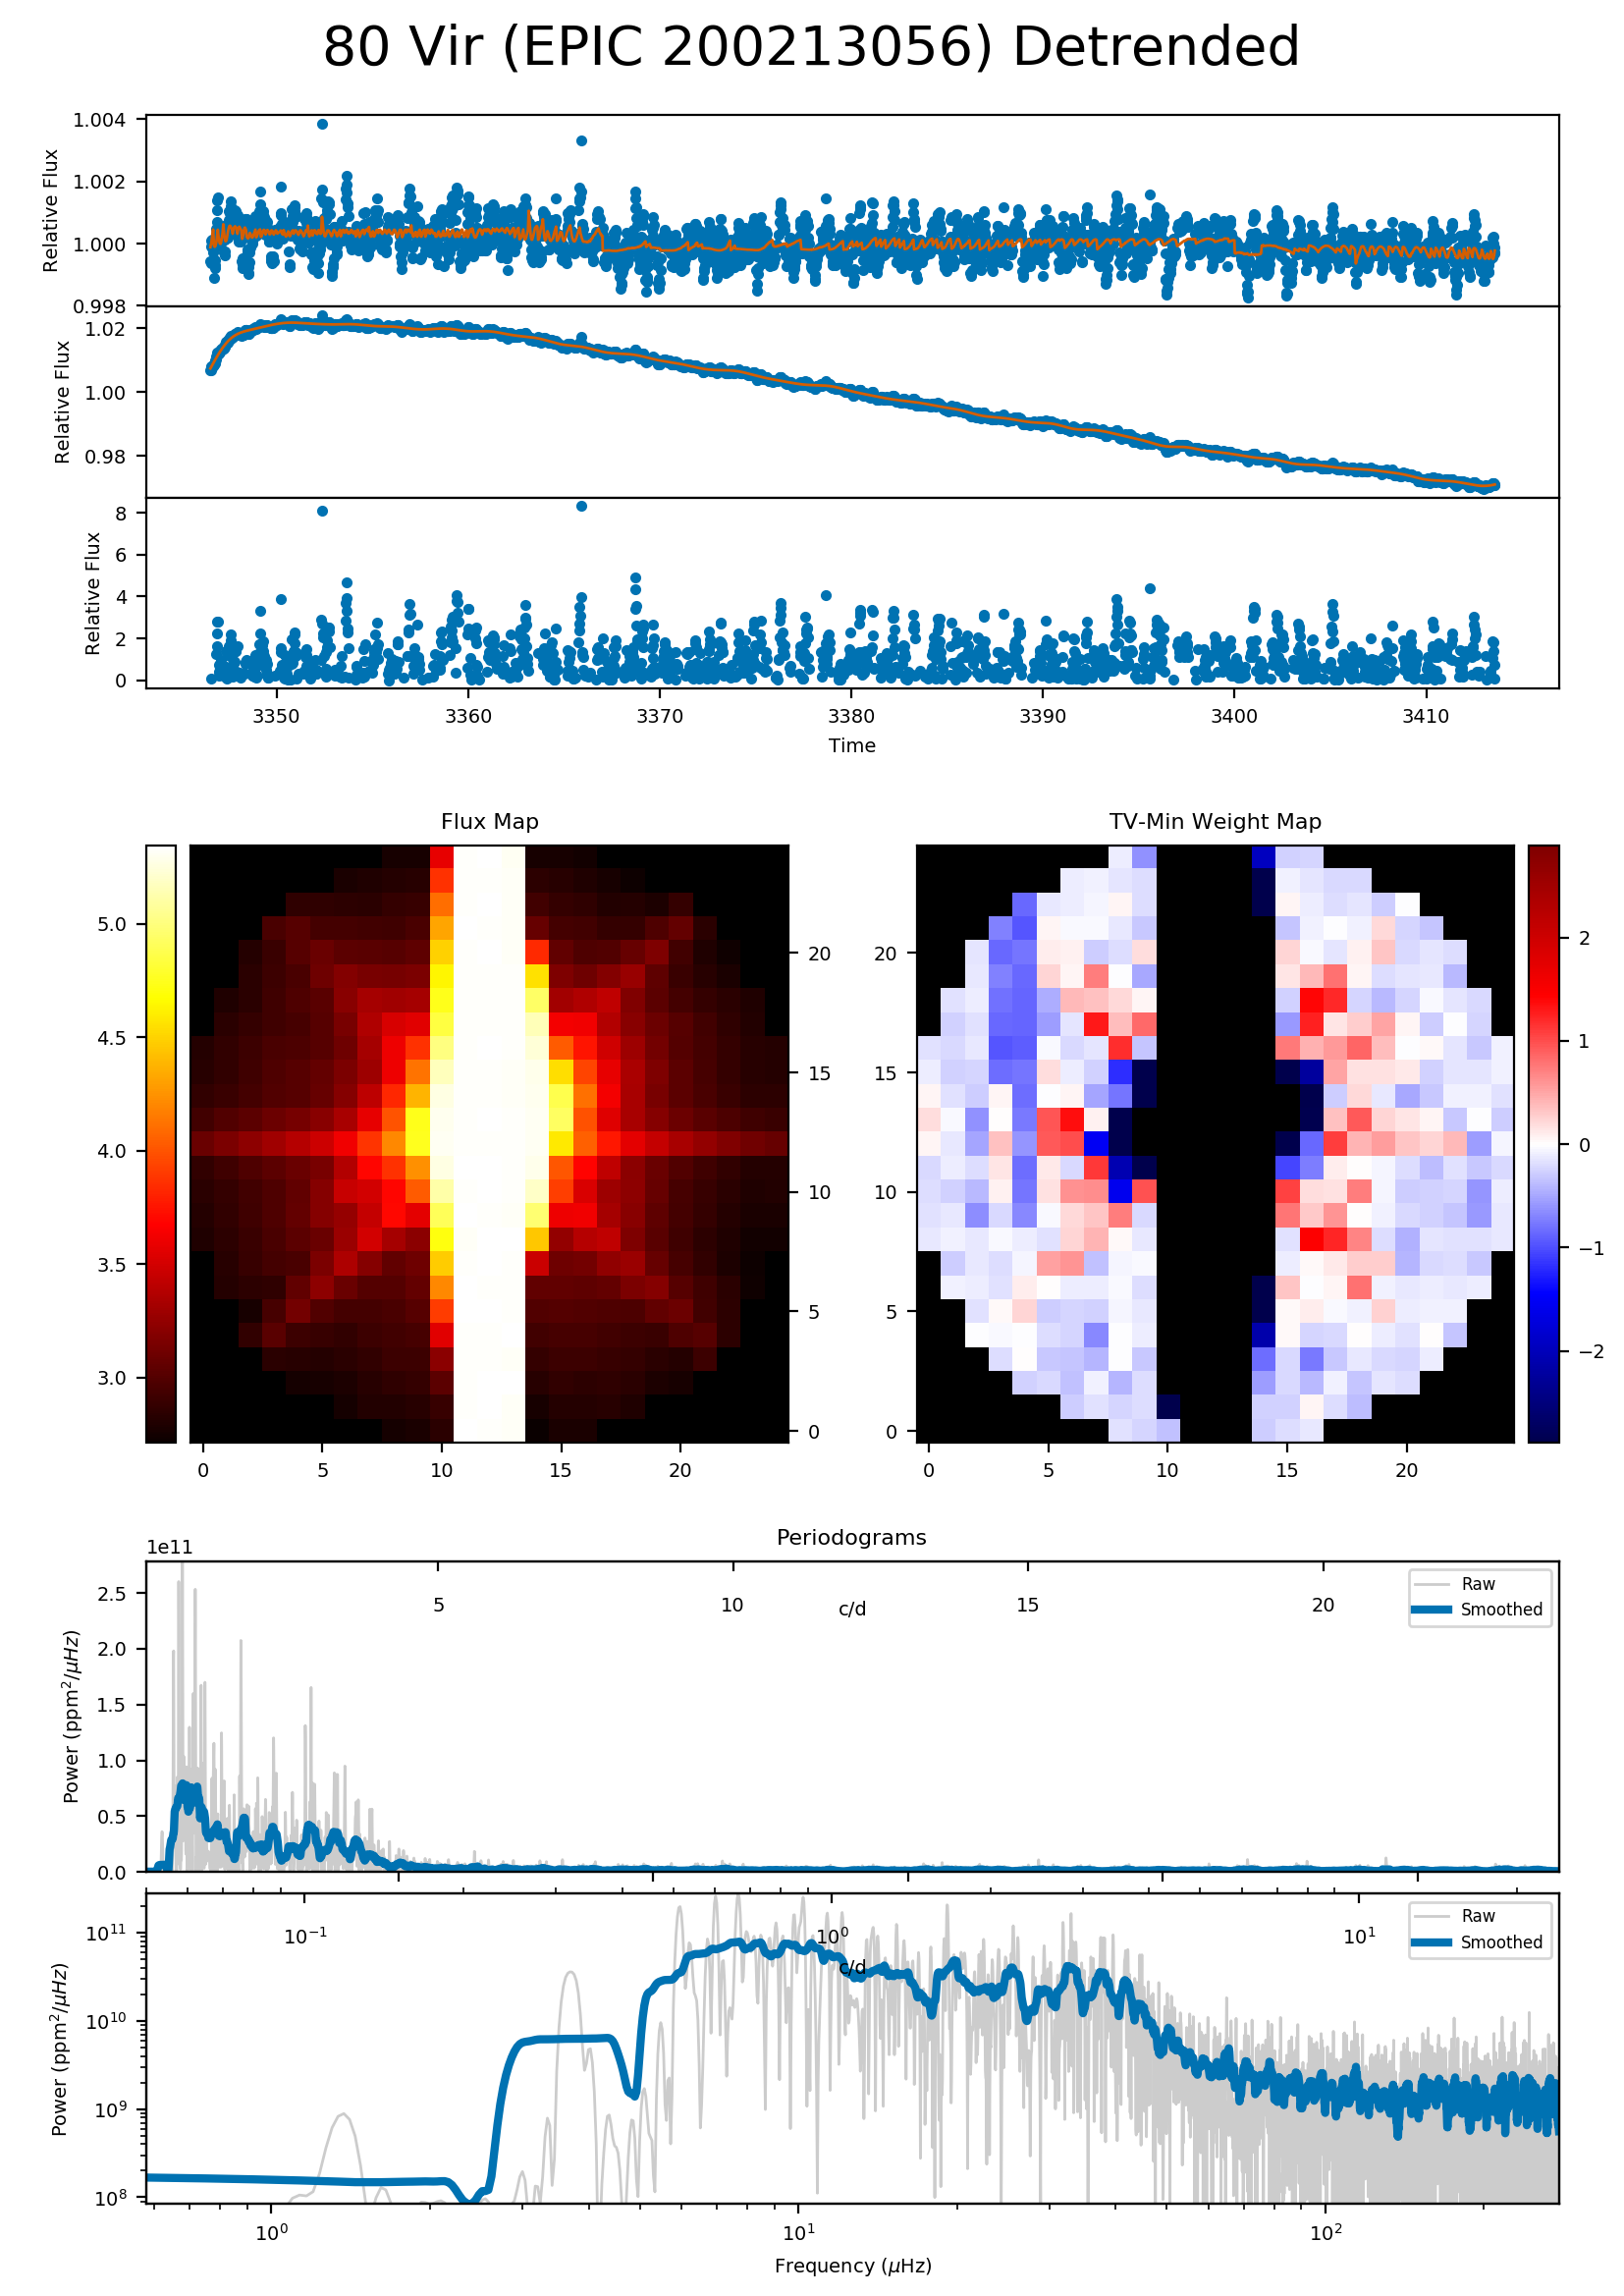 80 Vir (EPIC 200213056) Detrended
1.004
1.002
1.000
0.998
Relative Flux
1.02
1.00
0.98
Relative Flux
8
6
4
2
0
Relative Flux
3350 3360 3370 3380 3390 3400 3410
Time
Flux Map
5.0
4.5
4.0
3.5
3.0
20
15
10
5
0
0 5 10 15 20
TV-Min Weight Map
20
15
10
5
0
0 5 10 15 20
2
1
0
−1
−2
Periodograms
1e11
2.5
2.0
1.5
1.0
0.5
0.0
Power (ppm²/μHz)
5 10 15 20
c/d
Raw
Smoothed
10¹¹
10¹⁰
10⁹
10⁸
Power (ppm²/μHz)
10⁻¹ 10⁰ 10¹
c/d
Raw
Smoothed
10⁰ 10¹ 10²
Frequency (μHz)